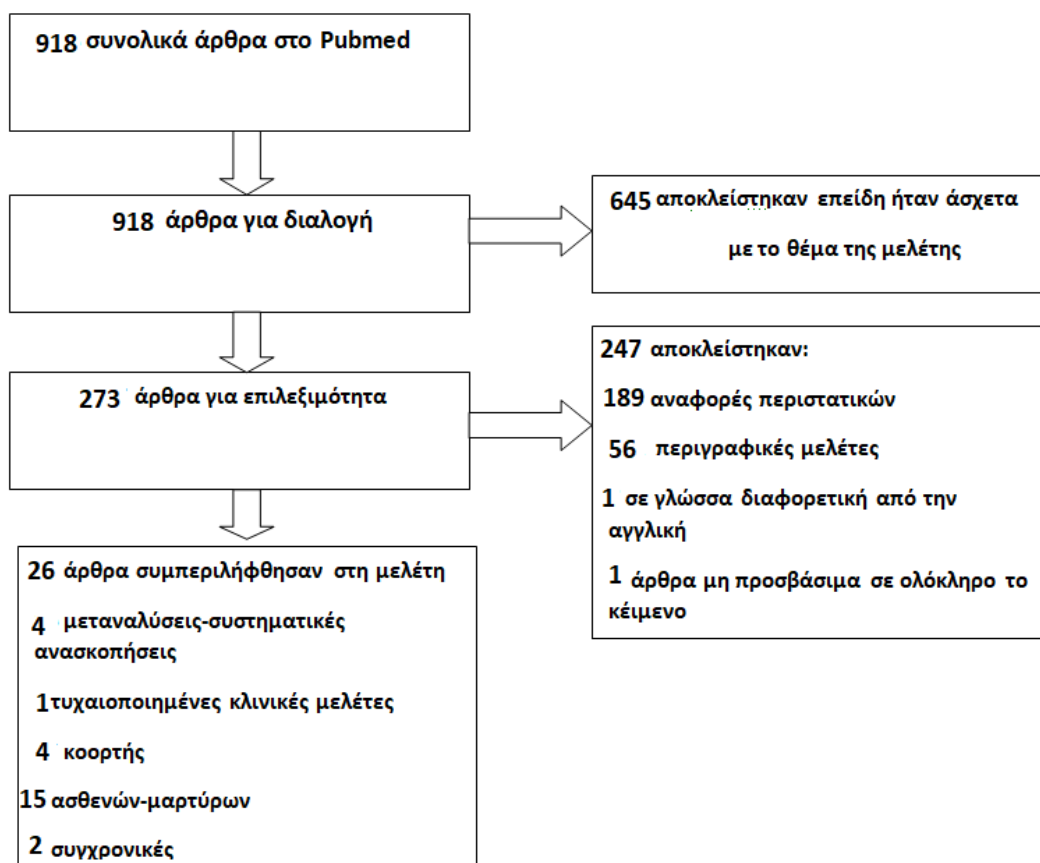 918 συνολικά άρθρα στο Pubmed
918 άρθρα για διαλογή
645 αποκλείστηκαν επείδη ήταν άσχετα
με το θέμα της μελέτης
273 άρθρα για επιλεξιμότητα
247 αποκλείστηκαν:
189 αναφορές περιστατικών
56 περιγραφικές μελέτες
1 σε γλώσσα διαφορετική από την
αγγλική
1 άρθρα μη προσβάσιμα σε ολόκληρο το
κέιμενο
26 άρθρα συμπεριλήφθησαν στη μελέτη
4 μεταναλύσεις-συστηματικές
ανασκοπήσεις
1τυχαιοποιημένες κλινικές μελέτες
4 κοορτής
15 ασθενών-μαρτύρων
2 συγχρονικές